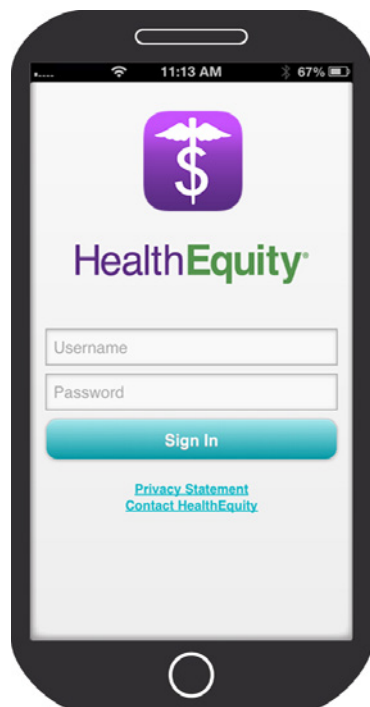 11:13 AM 67%
HealthEquity®
Username
Password
Sign In
Privacy Statement
Contact HealthEquity